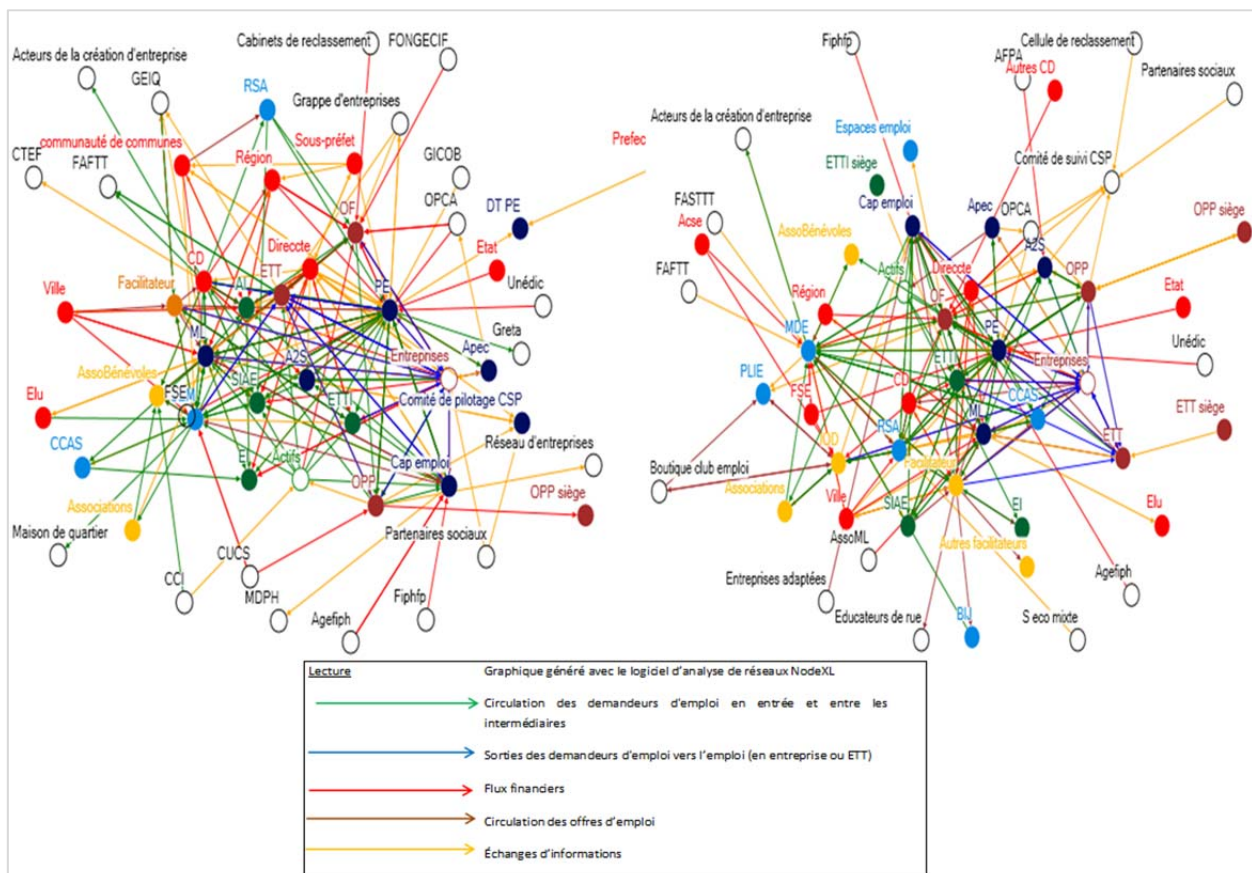 Cabinets de reclassement
FONGECIF
Acteurs de la création d'entreprise
GEIQ
RSA
Grappe d'entreprises
communauté de communes
Sous-préfet
CTEF
Région
GICOB
FAFTT
OPCA
OF
DT PE
Direccte
CD
ETT
Etat
Facilitateur
AI
PE
Ville
Unédic
ML
Greta
A2S
Entreprises
Apec
AssoBénévoles
SIAE
FSE
Comité de pilotage CSP
ETTI
Elu
Réseau d'entreprises
CCAS
EI
Actifs
Cap emploi
OPP
OPP siège
Associations
Maison de quartier
Partenaires sociaux
CUCS
CCI
MDPH
Agefiph
Fiphfp
Fiphfp
Cellule de reclassement
AFPA
Autres CD
Partenaires sociaux
Acteurs de la création d'entreprise
Espaces emploi
Prefec
ETTI siège
Comité de suivi CSP
Cap emploi
FASTTT
Apec
OPCA
Acse
AssoBénévoles
A2S
OPP siège
FAFTT
Actifs
Direccte
OPP
Région
OF
Etat
MDE
PE
Unédic
ETTI
Entreprises
PLIE
FSE
CD
CCAS
ETT siège
ML
RSA
ETT
OD
Facilitateur
Boutique club emploi
Associations
Ville
SIAE
EI
Elu
AssoML
Autres facilitateurs
Entreprises adaptées
Agefiph
Educateurs de rue
BIJ
S eco mixte
Lecture
Graphique généré avec le logiciel d'analyse de réseaux NodeXL
Circulation des demandeurs d'emploi en entrée et entre les
intermédiaires
Sorties des demandeurs d'emploi vers l'emploi (en entreprise ou ETT)
Flux financiers
Circulation des offres d'emploi
Échanges d'informations